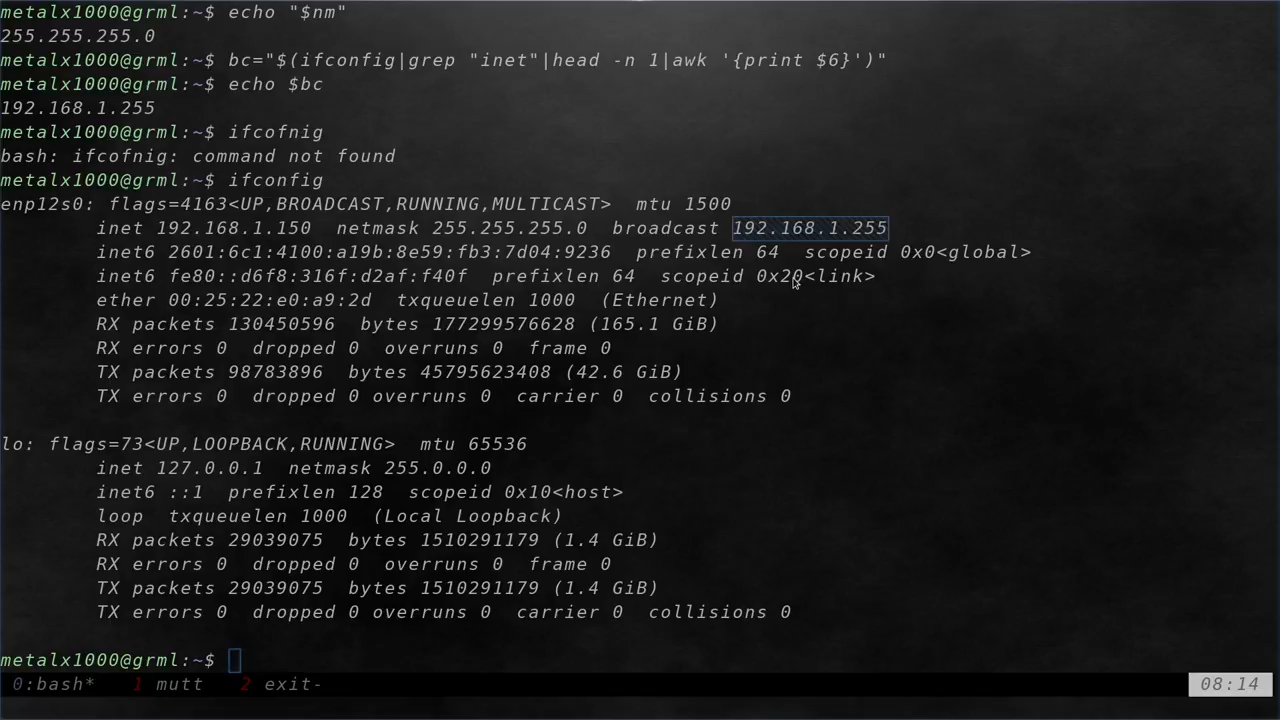 metalx1000@grml:~$ echo "$nm"
255.255.255.0
metalx1000@grml:~$ bc="$(ifconfig|grep "inet"|head -n 1|awk '{print $6}')"
metalx1000@grml:~$ echo $bc
192.168.1.255
metalx1000@grml:~$ ifcofnig
bash: ifcofnig: command not found
metalx1000@grml:~$ ifconfig
enp12s0: flags=4163<UP,BROADCAST,RUNNING,MULTICAST>  mtu 1500
        inet 192.168.1.150  netmask 255.255.255.0  broadcast 192.168.1.255
        inet6 2601:6c1:4100:a19b:8e59:fb3:7d04:9236  prefixlen 64  scopeid 0x0<global>
        inet6 fe80::d6f8:316f:d2af:f40f  prefixlen 64  scopeid 0x20<link>
        ether 00:25:22:e0:a9:2d  txqueuelen 1000  (Ethernet)
        RX packets 130450596  bytes 177299576628 (165.1 GiB)
        RX errors 0  dropped 0  overruns 0  frame 0
        TX packets 98783896  bytes 45795623408 (42.6 GiB)
        TX errors 0  dropped 0 overruns 0  carrier 0  collisions 0
lo: flags=73<UP,LOOPBACK,RUNNING>  mtu 65536
        inet 127.0.0.1  netmask 255.0.0.0
        inet6 ::1  prefixlen 128  scopeid 0x10<host>
        loop  txqueuelen 1000  (Local Loopback)
        RX packets 29039075  bytes 1510291179 (1.4 GiB)
        RX errors 0  dropped 0  overruns 0  frame 0
        TX packets 29039075  bytes 1510291179 (1.4 GiB)
        TX errors 0  dropped 0 overruns 0  carrier 0  collisions 0
metalx1000@grml:~$
0:bash*   1 mutt   2 exit-   08:14